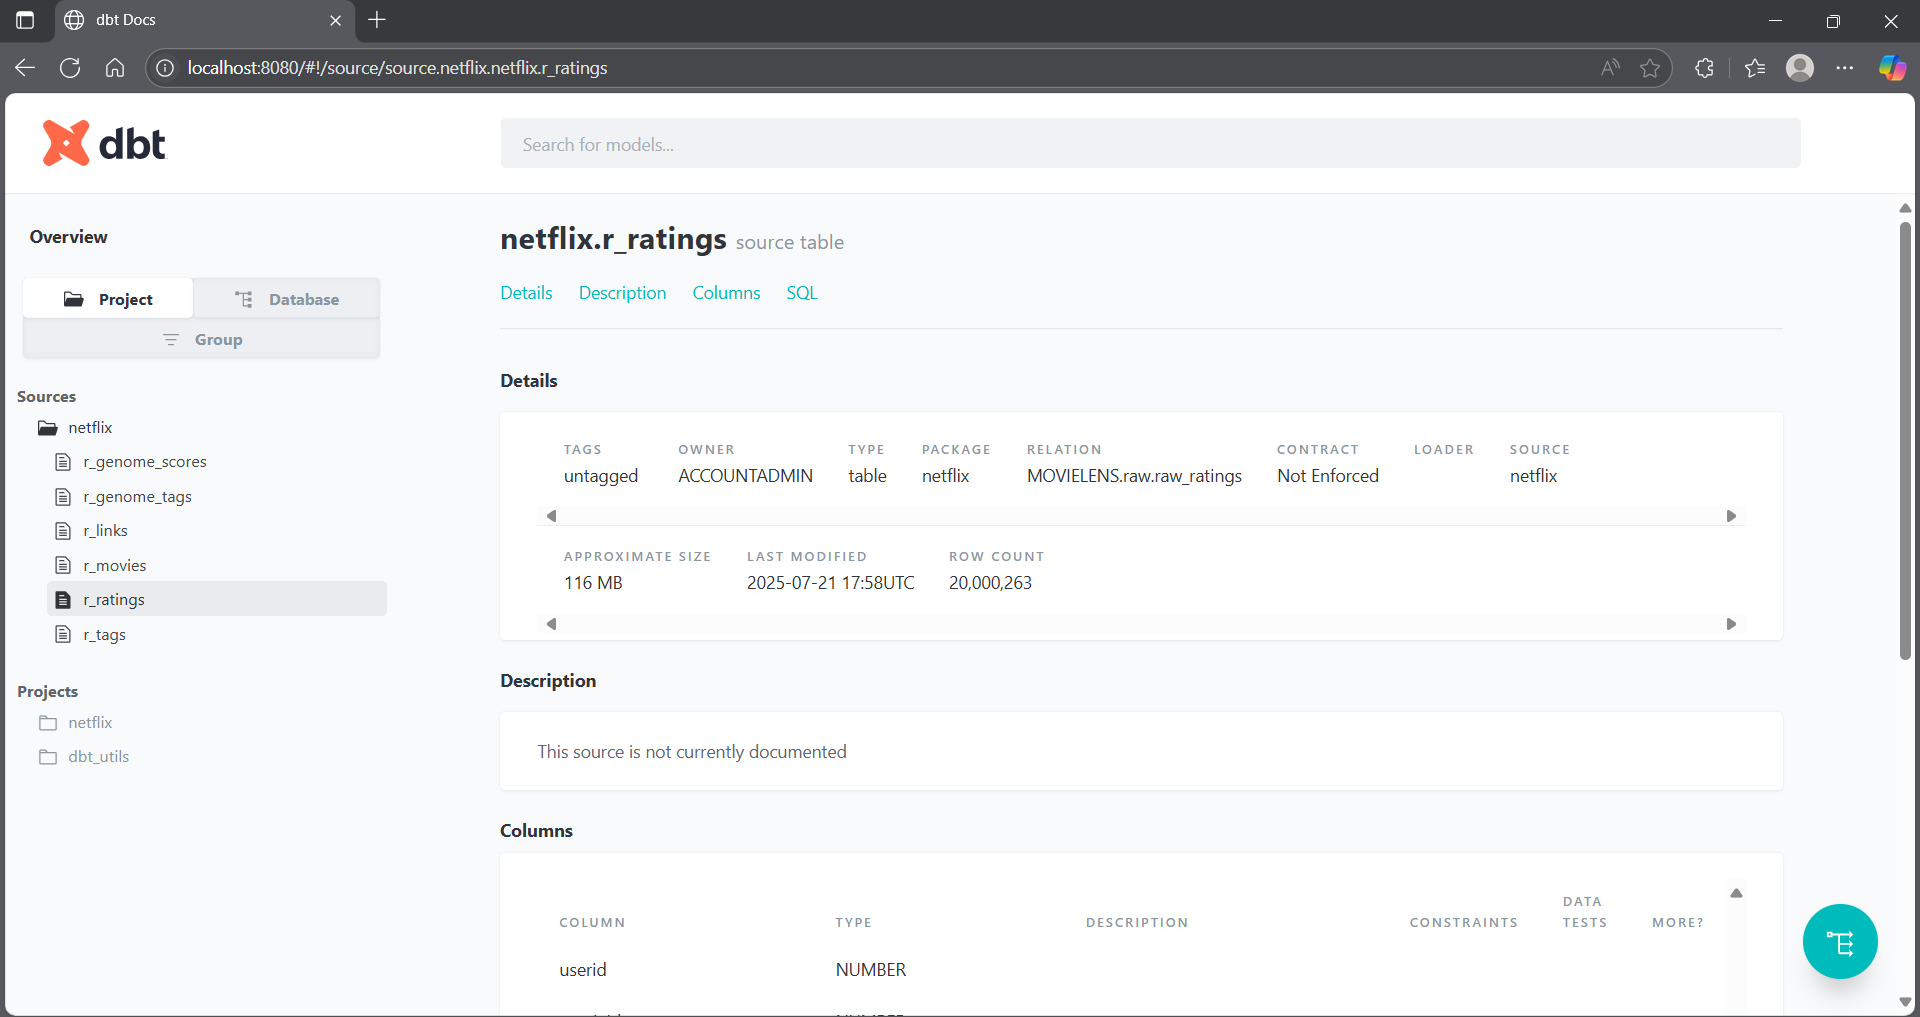 dbt Docs
localhost:8080/#!/source/source.netflix.netflix.r_ratings
dbt
Search for models...
Overview
Project
Database
Group
Sources
netflix
r_genome_scores
r_genome_tags
r_links
r_movies
r_ratings
r_tags
Projects
netflix
dbt_utils
netflix.r_ratings source table
Details Description Columns SQL
Details
TAGS OWNER TYPE PACKAGE RELATION CONTRACT LOADER SOURCE
untagged ACCOUNTADMIN table netflix MOVIELENS.raw.raw_ratings Not Enforced netflix
APPROXIMATE SIZE LAST MODIFIED ROW COUNT
116 MB 2025-07-21 17:58UTC 20,000,263
Description
This source is not currently documented
Columns
COLUMN TYPE DESCRIPTION CONSTRAINTS DATA TESTS MORE?
userid NUMBER